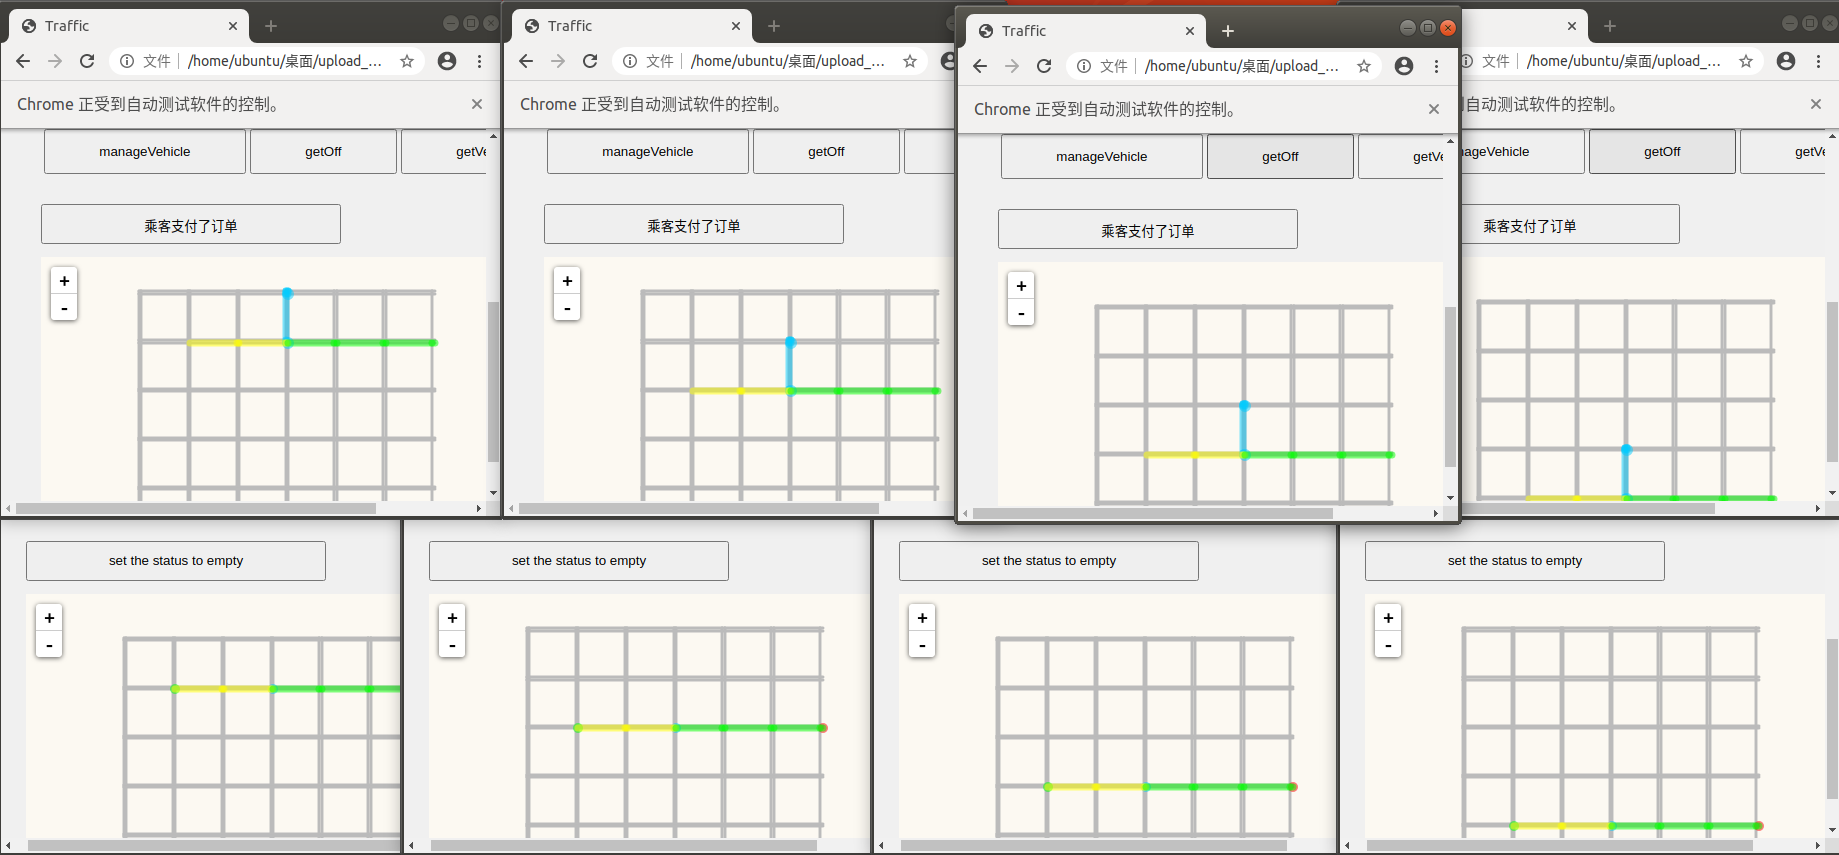 Traffic
Traffic
Traffic
文件 /home/ubuntu/桌面/upload_...
文件 /home/ubuntu/桌面/upload_...
文件 /home/ubuntu/桌面/upload_...
文件 /home/ubuntu/桌面/upload_...
Chrome 正受到自动测试软件的控制。
Chrome 正受到自动测试软件的控制。
Chrome 正受到自动测试软件的控制。
自动测试软件的控制。
manageVehicle getOff getVe
manageVehicle getOff
manageVehicle getOff getVe
nageVehicle getOff getVe
乘客支付了订单
乘客支付了订单
乘客支付了订单
乘客支付了订单
+
-
+
-
+
-
set the status to empty
set the status to empty
set the status to empty
set the status to empty
+
-
+
-
+
-
+
-